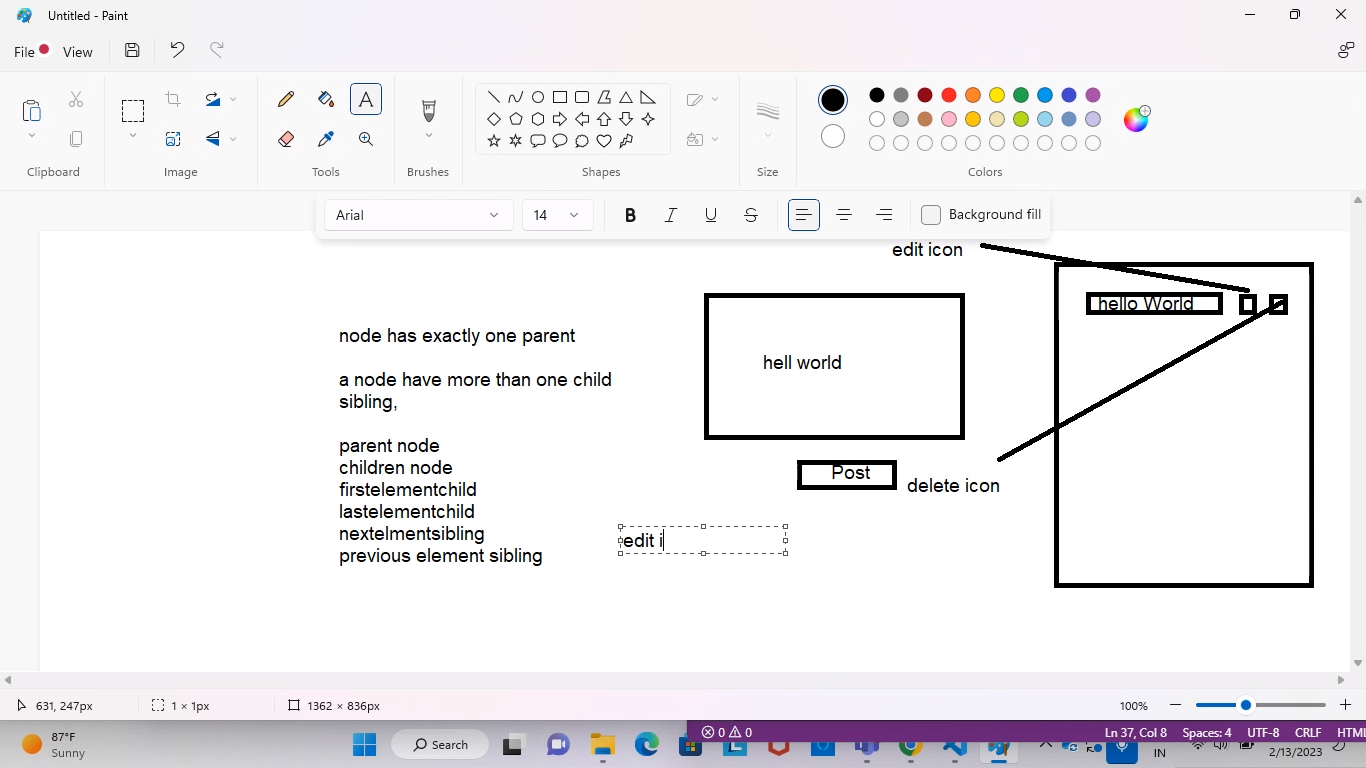 Untitled - Paint
File
View
Clipboard
Image
Tools
Brushes
Shapes
Size
Colors
Arial
14
B
I
U
S
Background fill
edit icon
hello World
node has exactly one parent
hell world
a node have more than one child
sibling,
parent node
children node
firstelementchild
lastelementchild
nextelmentsibling
previous element sibling
Post
delete icon
edit i
631, 247px
1 × 1px
1362 × 836px
100%
0
0
Ln 37, Col 8
Spaces: 4
UTF-8
CRLF
HTML
87°F
Sunny
Search
IN
2/13/2023